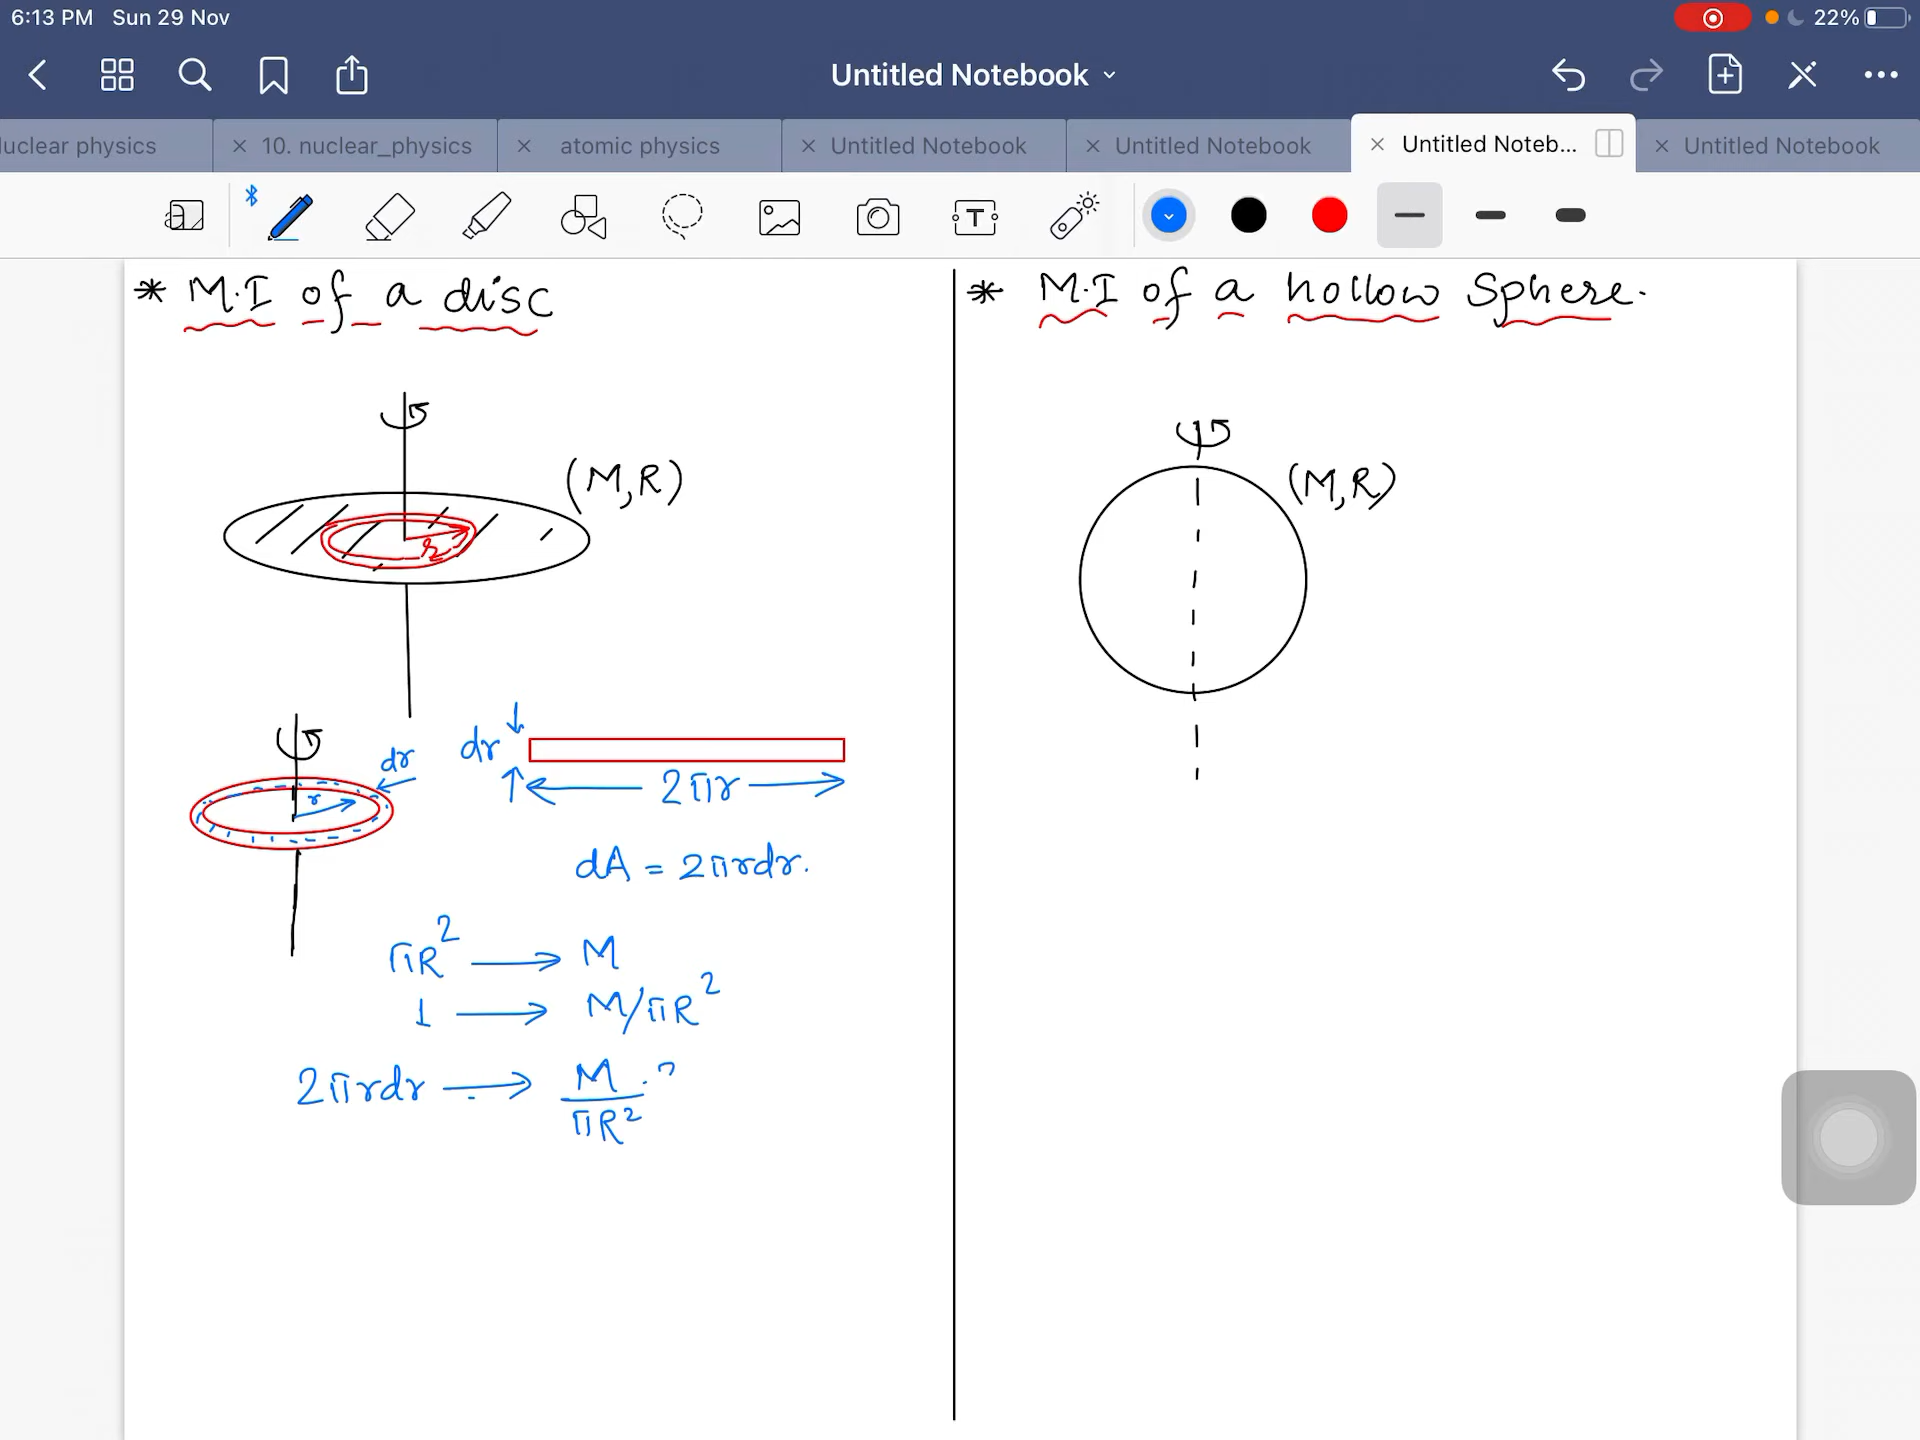 6:13 PM Sun 29 Nov
22%
Untitled Notebook
luclear physics
10. nuclear_physics
atomic physics
Untitled Notebook
Untitled Notebook
Untitled Noteb...
Untitled Notebook
T
* M.I of a disc
(M,R)
r
dr
r
dr
2πr
dA = 2πrdr.
πR² → M
1 → M/πR²
2πrdr → M/πR² ·
* M.I of a hollow Sphere.
(M,R)